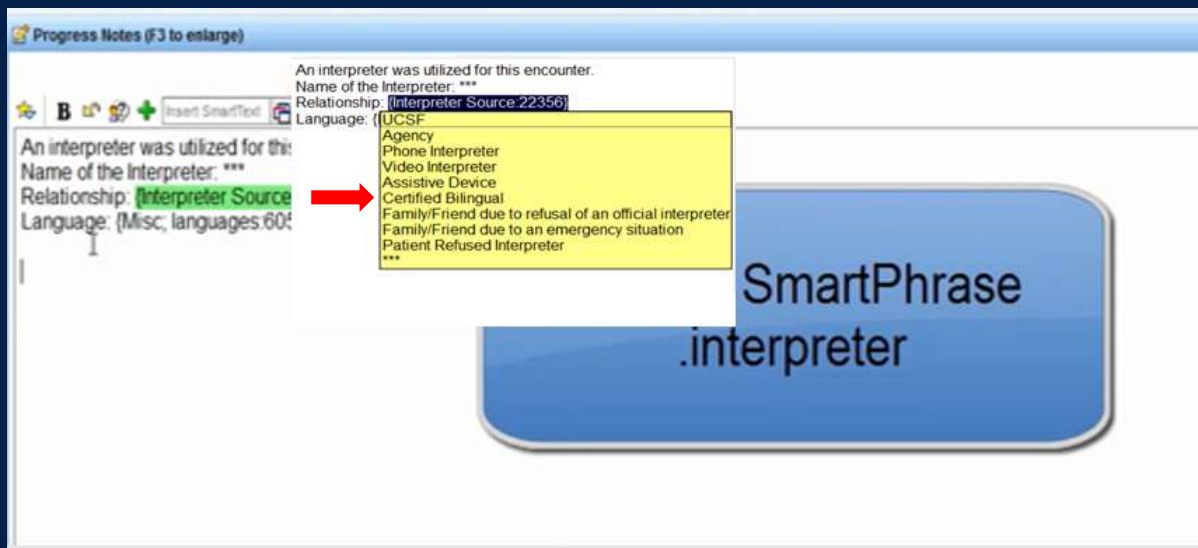 Progress Notes (F3 to enlarge)
B Insert SmartText
An interpreter was utilized for this
Name of the Interpreter: ***
Relationship: {Interpreter Source
Language: {Misc; languages:605
An interpreter was utilized for this encounter.
Name of the Interpreter: ***
Relationship: {Interpreter Source:22356}
Language: {
UCSF
Agency
Phone Interpreter
Video Interpreter
Assistive Device
Certified Bilingual
Family/Friend due to refusal of an official interpreter
Family/Friend due to an emergency situation
Patient Refused Interpreter
***
SmartPhrase
.interpreter